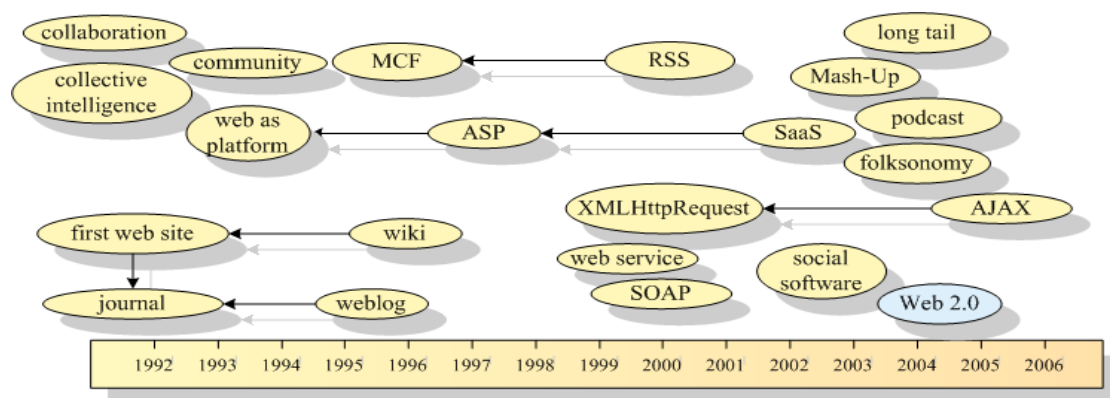 collaboration
long tail
community
MCF
RSS
collective
intelligence
Mash-Up
web as
platform
ASP
SaaS
podcast
folksonomy
XMLHttpRequest
AJAX
first web site
wiki
web service
social
software
SOAP
journal
weblog
Web 2.0
1992 1993 1994 1995 1996 1997 1998 1999 2000 2001 2002 2003 2004 2005 2006